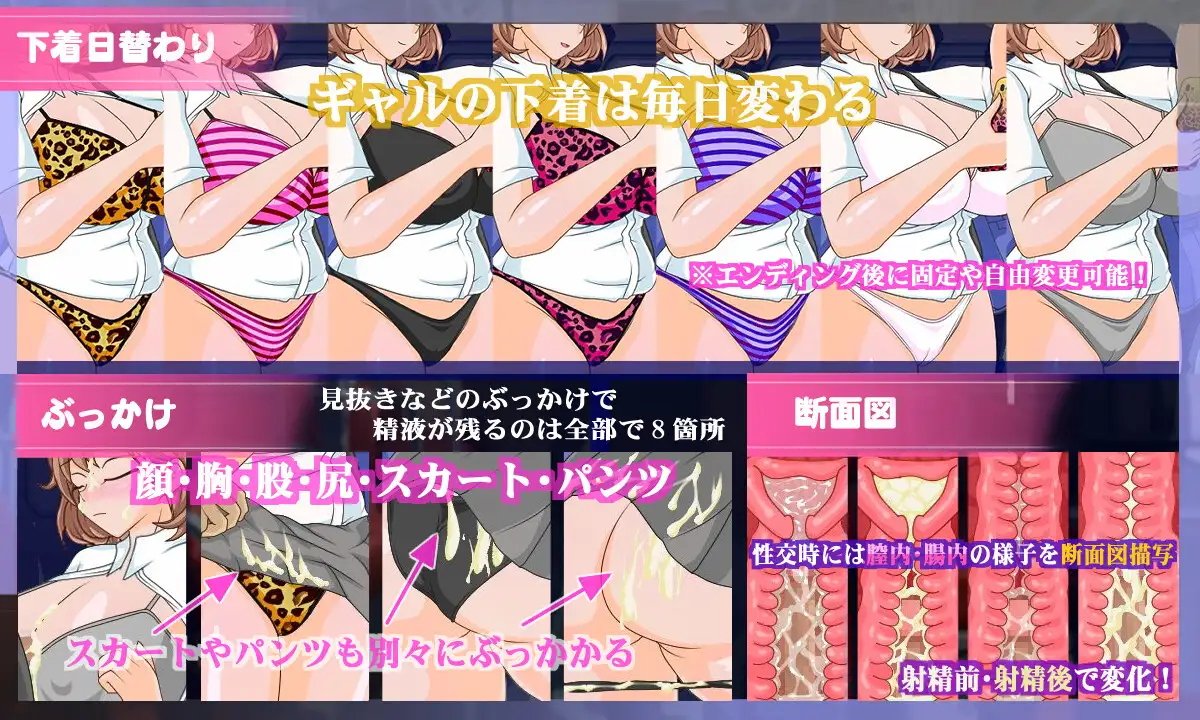 下着日替わり
ギャルの下着は毎日変わる
※エンディング後に固定や自由変更可能！
ぶっかけ
見抜きなどのぶっかけで
精液が残るのは全部で８箇所
顔・胸・股・尻・スカート・パンツ
スカートやパンツも別々にぶっかかる
断面図
性交時には膣内・腸内の様子を断面図描写
射精前・射精後で変化！